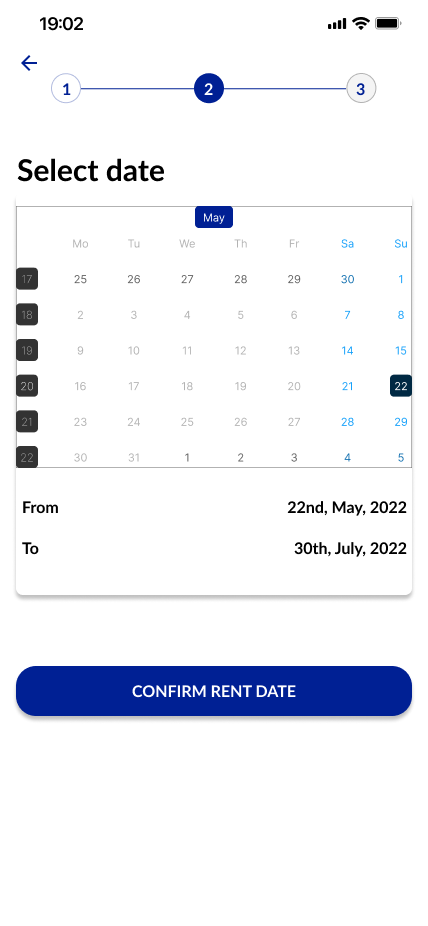 19:02
1 2 3
Select date
May
Mo Tu We Th Fr Sa Su
17 25 26 27 28 29 30 1
18 2 3 4 5 6 7 8
19 9 10 11 12 13 14 15
20 16 17 18 19 20 21 22
21 23 24 25 26 27 28 29
22 30 31 1 2 3 4 5
From 22nd, May, 2022
To 30th, July, 2022
CONFIRM RENT DATE